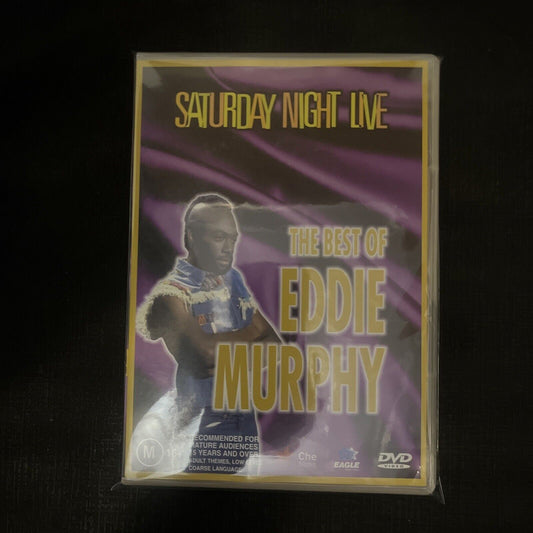 SATURDAY NIGHT LIVE
THE BEST OF
EDDIE
MURPHY
M
RECOMMENDED FOR
MATURE AUDIENCES
15 YEARS AND OVER
ADULT THEMES, LOW
COARSE LANGUAGE
EAGLE
DVD
VIDEO